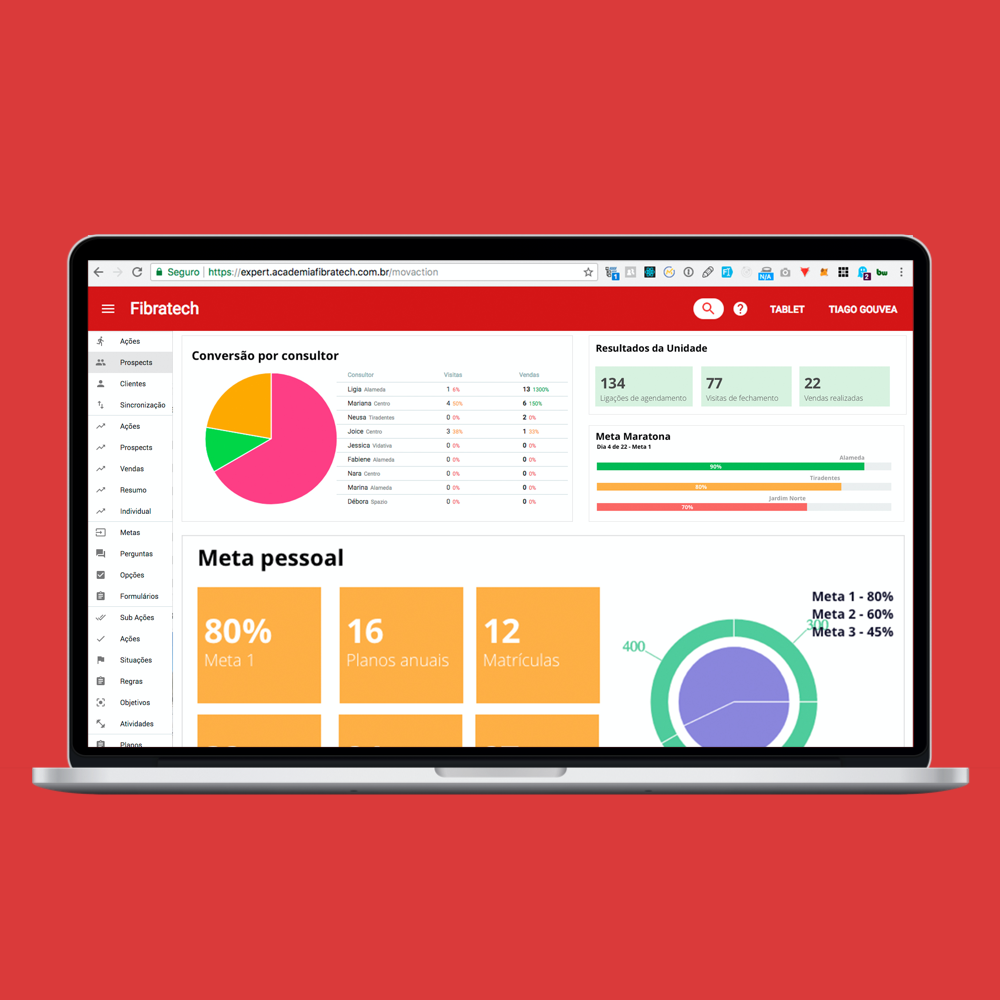 Seguro | https://expert.academiafibratech.com.br/movaction
1
N/A
2
bw
Fibratech
TABLET
TIAGO GOUVEA
Ações
Prospects
Clientes
Sincronização
Ações
Prospects
Vendas
Resumo
Individual
Metas
Perguntas
Opções
Formulários
Sub Ações
Ações
Situações
Regras
Objetivos
Atividades
Planos
Conversão por consultor
Consultor Visitas Vendas
Ligia Alameda 1 6% 13 1300%
Mariana Centro 4 50% 6 150%
Neusa Tiradentes 0 0% 2 0%
Joice Centro 3 38% 1 33%
Jessica Vidativa 0 0% 0 0%
Fabiene Alameda 0 0% 0 0%
Nara Centro 0 0% 0 0%
Marina Alameda 0 0% 0 0%
Débora Spazio 0 0% 0 0%
Resultados da Unidade
134
Ligações de agendamento
77
Visitas de fechamento
22
Vendas realizadas
Meta Maratona
Dia 4 de 22 - Meta 1
Alameda
90%
Tiradentes
80%
Jardim Norte
70%
Meta pessoal
80%
Meta 1
16
Planos anuais
12
Matrículas
Meta 1 - 80%
Meta 2 - 60%
Meta 3 - 45%
300
400